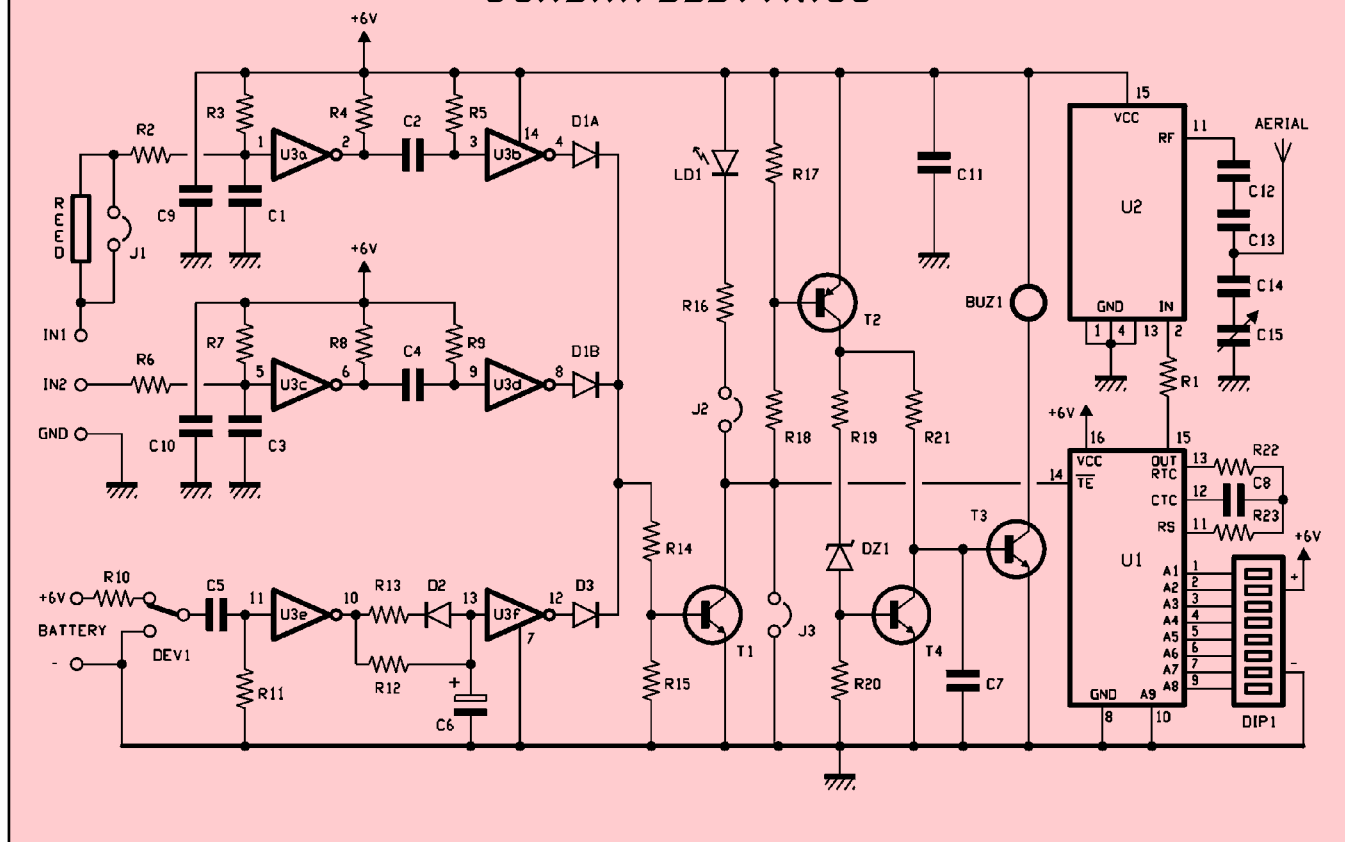 +6V
15
VCC
R3
R4
R5
C2
D1A
14
R2
1
U3a
2
3
U3b
4
RF
11
AERIAL
LD1
R17
C11
C12
U2
REED
C9
C1
J1
C13
+6V
R16
T2
BUZ1
C14
GND
IN
1
4
13
2
C15
IN1
R7
R8
R9
C4
D1B
R6
5
U3c
6
9
U3d
8
IN2
R1
J2
+6V
GND
C10
C3
R18
R19
R21
16
15
VCC
OUT
RTC
13
R22
14
TE
C8
CTC
12
R23
RS
11
T3
+6V
R14
DZ1
U1
A1
1
A2
2
A3
3
A4
4
A5
5
A6
6
A7
7
A8
9
+
-
R10
+6V
C5
11
U3e
10
R13
D2
13
U3f
12
D3
7
BATTERY
DEV1
-
R12
+
R11
C6
T1
J3
T4
R15
R20
C7
GND
A9
8
10
DIP1